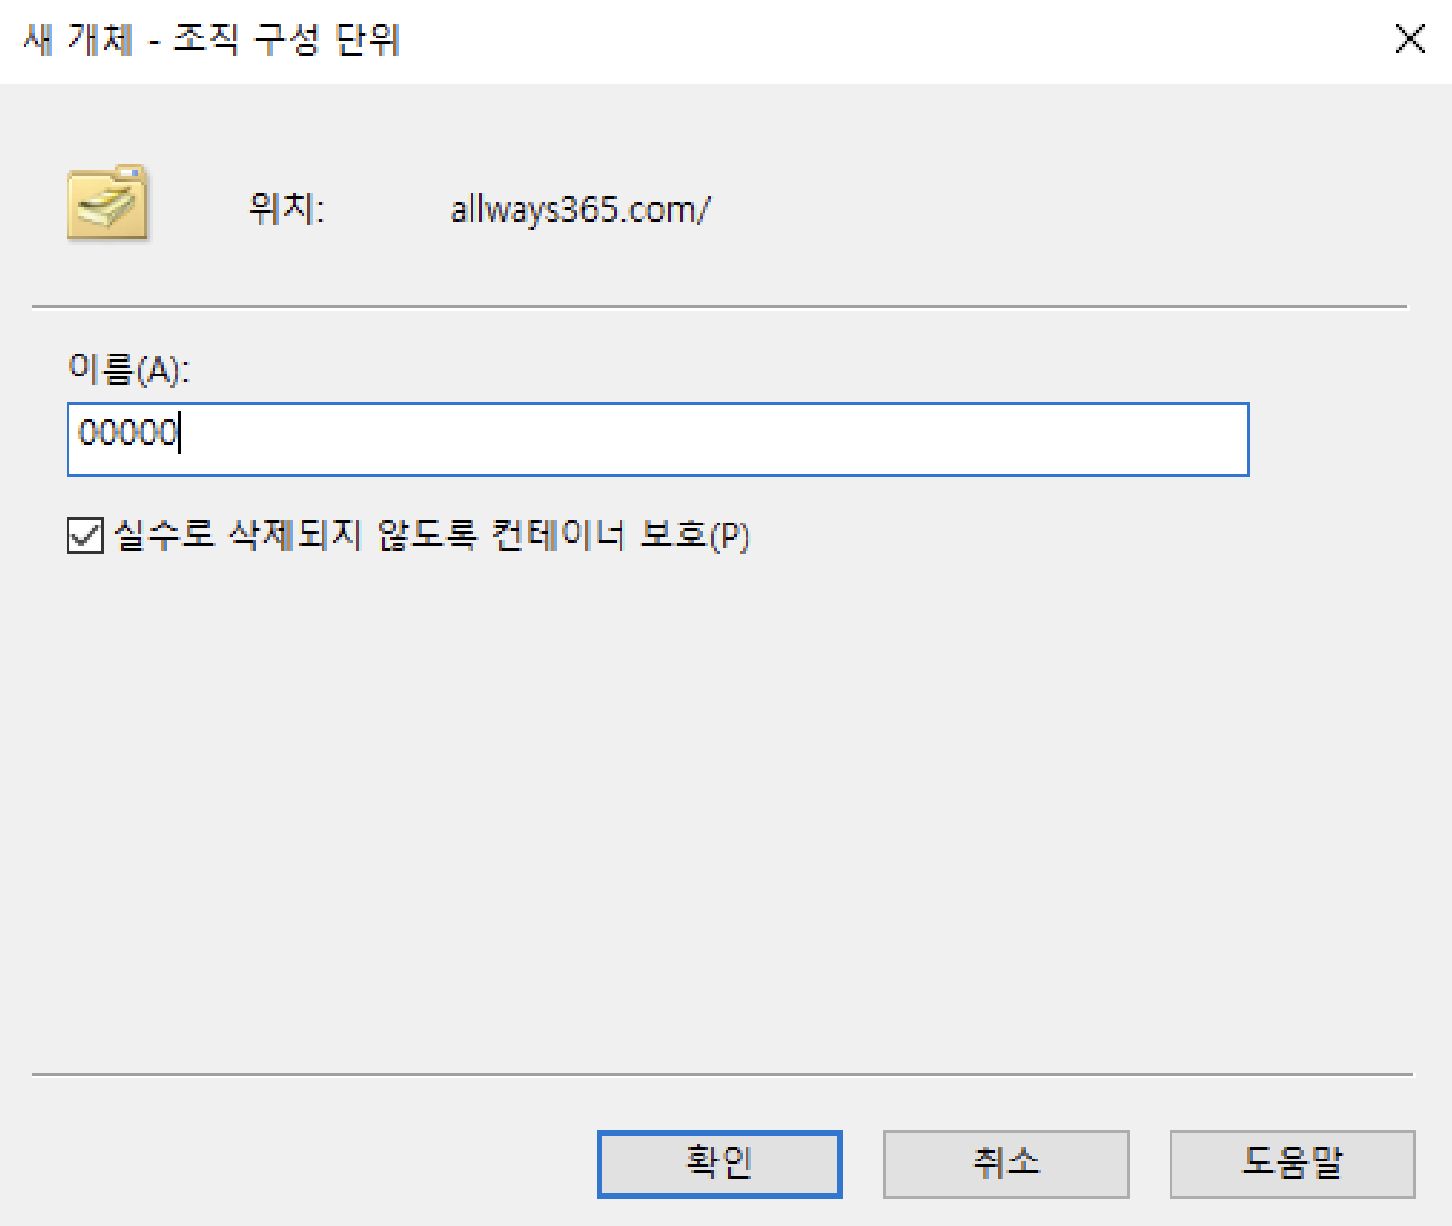 새 개체 - 조직 구성 단위
위치: allways365.com/
이름(A):
00000
실수로 삭제되지 않도록 컨테이너 보호(P)
확인 취소 도움말